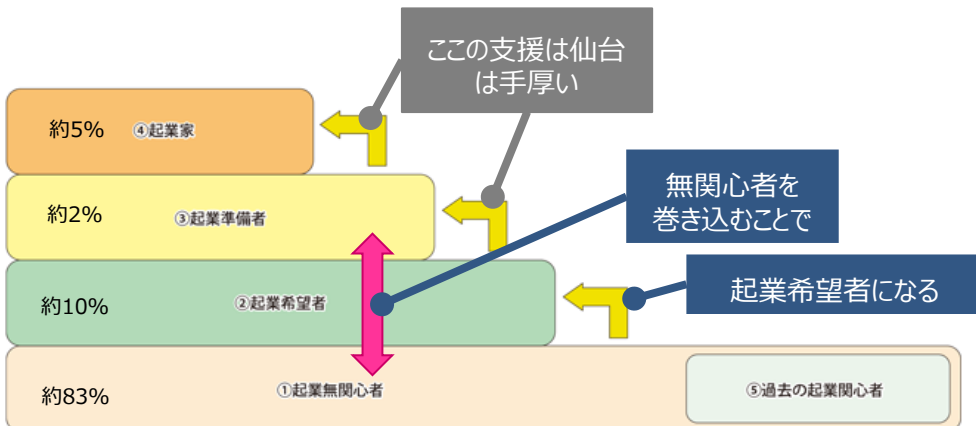 ここの支援は仙台
は手厚い
約5% ④起業家
無関心者を
巻き込むことで
約2% ③起業準備者
起業希望者になる
約10% ②起業希望者
約83% ①起業無関心者 ⑤過去の起業関心者